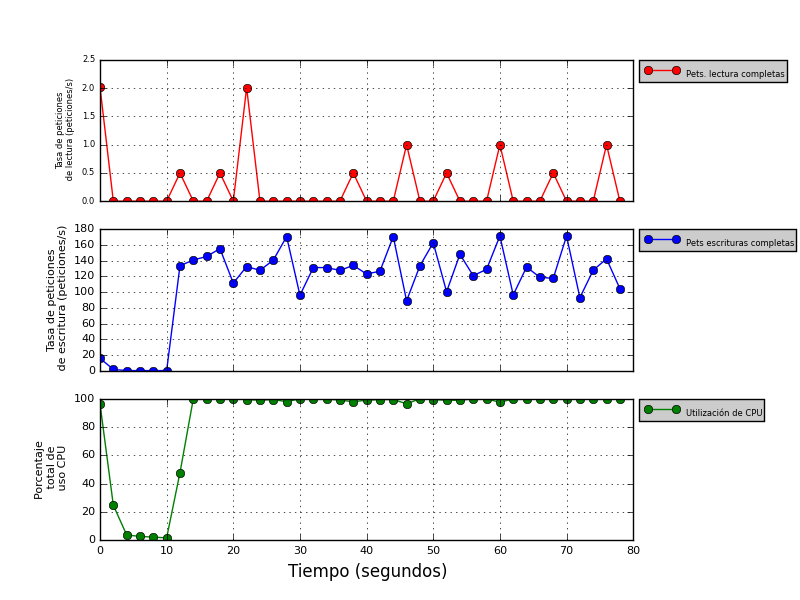 Tasa de peticiones
de lectura (peticiones/s)
2.5
2.0
1.5
1.0
0.5
0.0
Pets. lectura completas
Tasa de peticiones
de escritura (peticiones/s)
180
160
140
120
100
80
60
40
20
0
Pets escrituras completas
Porcentaje
total de
uso CPU
100
80
60
40
20
0
Utilización de CPU
0 10 20 30 40 50 60 70 80
Tiempo (segundos)